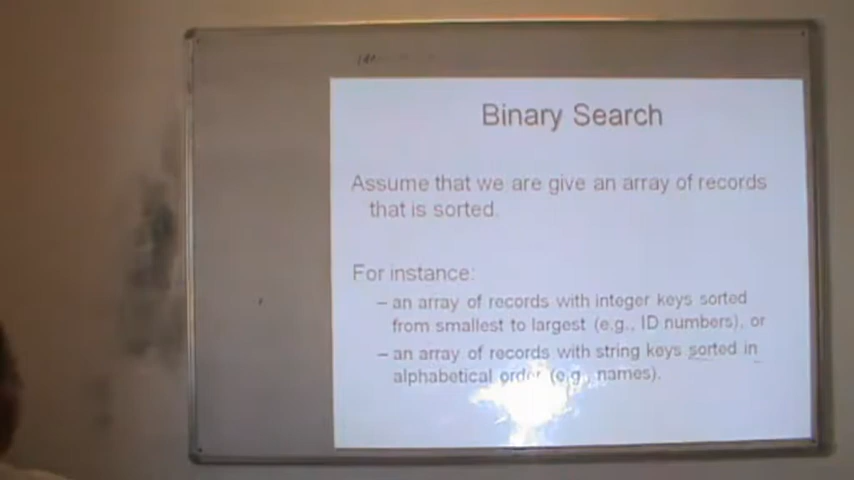 Binary Search
Assume that we are give an array of records
that is sorted.
For instance:
– an array of records with integer keys sorted
from smallest to largest (e.g., ID numbers), or
– an array of records with string keys sorted in
alphabetical order (e.g., names).